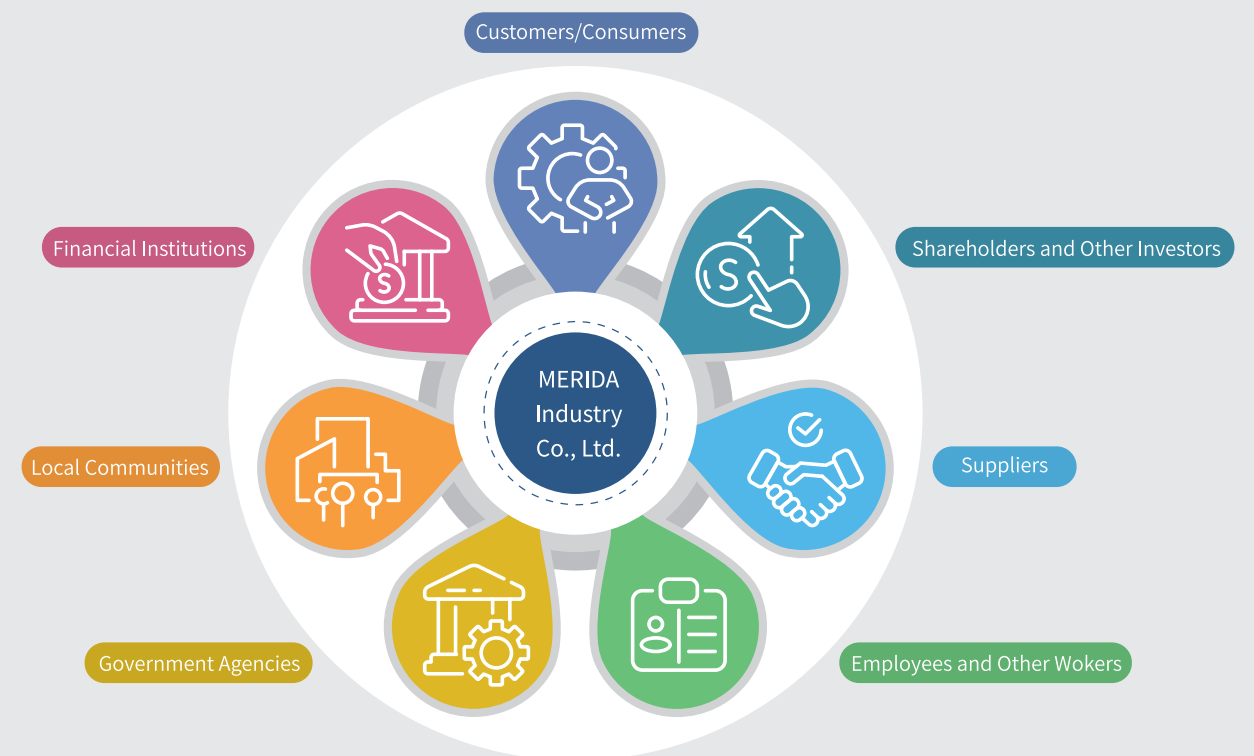 Customers/Consumers
Financial Institutions
Shareholders and Other Investors
S
S
MERIDA
Industry
Co., Ltd.
Local Communities
Suppliers
Government Agencies
Employees and Other Wokers